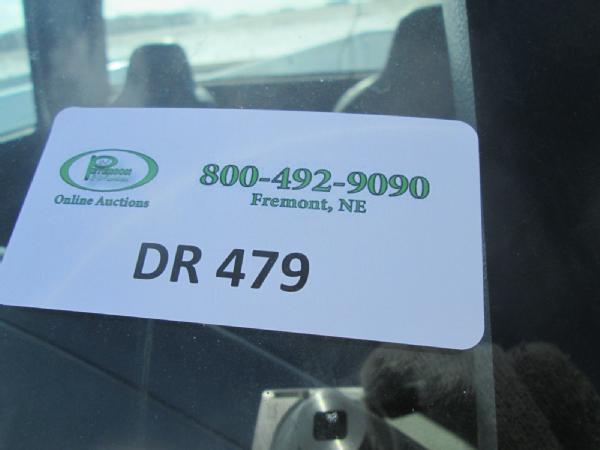 800-492-9090
Fremont, NE
Online Auctions
DR 479